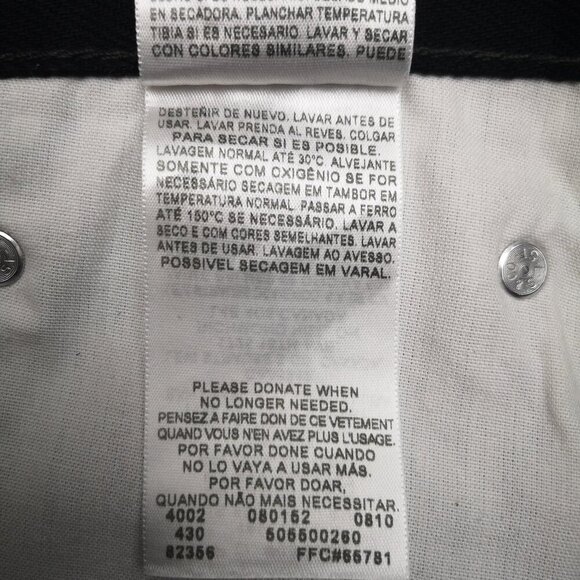 EN SECADORA. PLANCHAR TEMPERATURA
TIBIA SI ES NECESARIO. LAVAR Y SECAR
CON COLORES SIMILARES. PUEDE
DESTEÑIR DE NUEVO. LAVAR ANTES DE
USAR. LAVAR PRENDA AL REVES. COLGAR
PARA SECAR SI ES POSIBLE.
LAVAGEM NORMAL ATÉ 30°C. ALVEJANTE
SOMENTE COM OXIGÊNIO SE FOR
NECESSÁRIO SECAGEM EM TAMBOR EM
TEMPERATURA NORMAL. PASSAR A FERRO
ATÉ 150°C SE NECESSÁRIO. LAVAR A
SECO E COM CORES SEMELHANTES. LAVAR
ANTES DE USAR. LAVAGEM AO AVESSO.
POSSIVEL SECAGEM EM VARAL.
PLEASE DONATE WHEN
NO LONGER NEEDED.
PENSEZ A FAIRE DON DE CE VETEMENT
QUAND VOUS N'EN AVEZ PLUS L'USAGE.
POR FAVOR DONE CUANDO
NO LO VAYA A USAR MÁS.
POR FAVOR DOAR,
QUANDO NÃO MAIS NECESSITAR.
4002 080152 0810
430 505500260
82356 FFC#55781